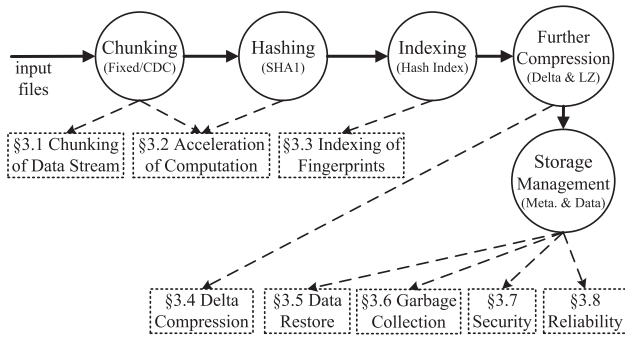 input
files
Chunking
(Fixed/CDC)
Hashing
(SHA1)
Indexing
(Hash Index)
Further
Compression
(Delta & LZ)
§3.1 Chunking
of Data Stream
§3.2 Acceleration
of Computation
§3.3 Indexing of
Fingerprints
Storage
Management
(Meta. & Data)
§3.4 Delta
Compression
§3.5 Data
Restore
§3.6 Garbage
Collection
§3.7
Security
§3.8
Reliability